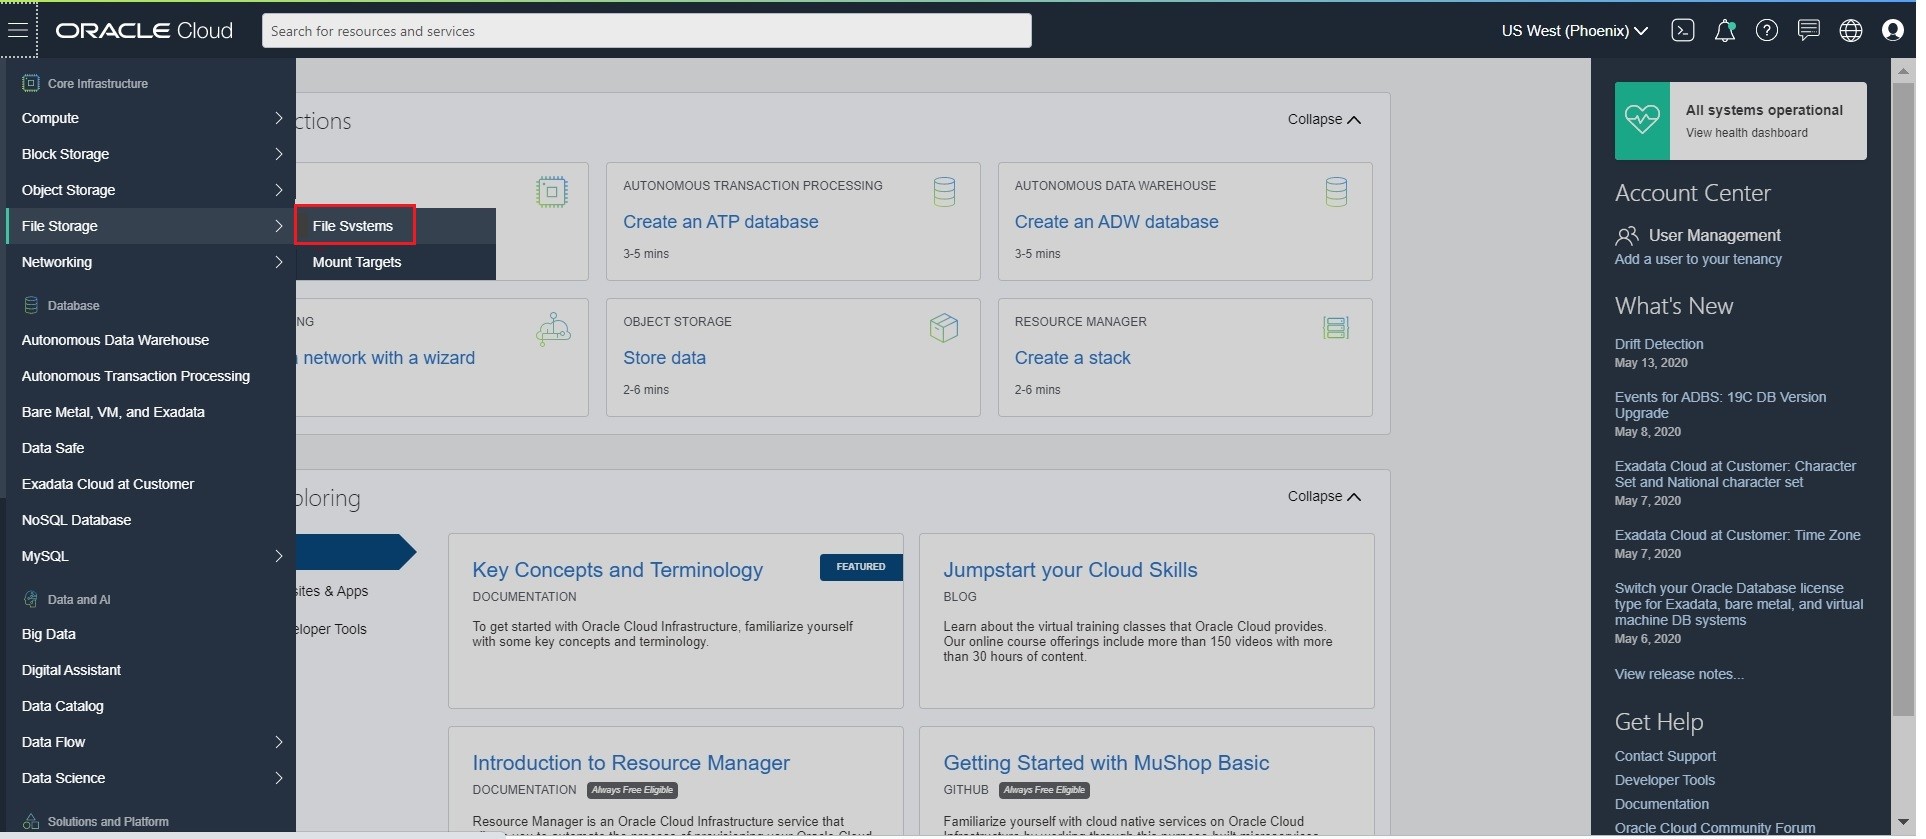 ORACLE Cloud
Search for resources and services
US West (Phoenix)
Core Infrastructure
Compute
Block Storage
Object Storage
File Storage
Networking
File Systems
Mount Targets
Database
Autonomous Data Warehouse
Autonomous Transaction Processing
Bare Metal, VM, and Exadata
Data Safe
Exadata Cloud at Customer
NoSQL Database
MySQL
Data and AI
Big Data
Digital Assistant
Data Catalog
Data Flow
Data Science
Solutions and Platform
ctions
Collapse
AUTONOMOUS TRANSACTION PROCESSING
Create an ATP database
3-5 mins
AUTONOMOUS DATA WAREHOUSE
Create an ADW database
3-5 mins
NG
network with a wizard
OBJECT STORAGE
Store data
2-6 mins
RESOURCE MANAGER
Create a stack
2-6 mins
ploring
Collapse
sites & Apps
eloper Tools
Key Concepts and Terminology
FEATURED
DOCUMENTATION
To get started with Oracle Cloud Infrastructure, familiarize yourself
with some key concepts and terminology.
Jumpstart your Cloud Skills
BLOG
Learn about the virtual training classes that Oracle Cloud provides.
Our online course offerings include more than 150 videos with more
than 30 hours of content.
Introduction to Resource Manager
DOCUMENTATION Always Free Eligible
Resource Manager is an Oracle Cloud Infrastructure service that
Getting Started with MuShop Basic
GITHUB Always Free Eligible
Familiarize yourself with cloud native services on Oracle Cloud
All systems operational
View health dashboard
Account Center
User Management
Add a user to your tenancy
What's New
Drift Detection
May 13, 2020
Events for ADBS: 19C DB Version
Upgrade
May 8, 2020
Exadata Cloud at Customer: Character
Set and National character set
May 7, 2020
Exadata Cloud at Customer: Time Zone
May 7, 2020
Switch your Oracle Database license
type for Exadata, bare metal, and virtual
machine DB systems
May 6, 2020
View release notes...
Get Help
Contact Support
Developer Tools
Documentation
Oracle Cloud Community Forum